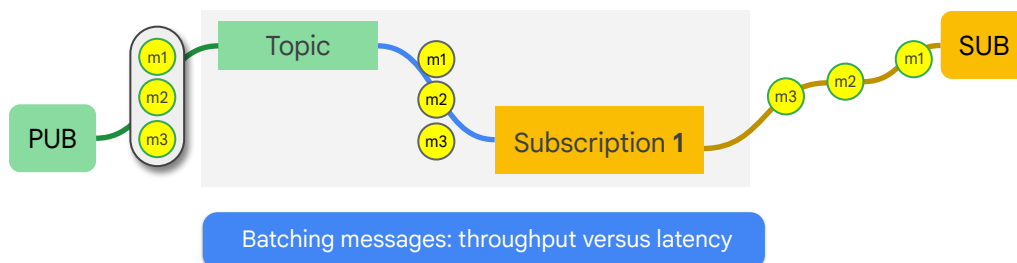 PUB
m1
m2
m3
Topic
m1
m2
m3
Subscription 1
m3
m2
m1
SUB
Batching messages: throughput versus latency